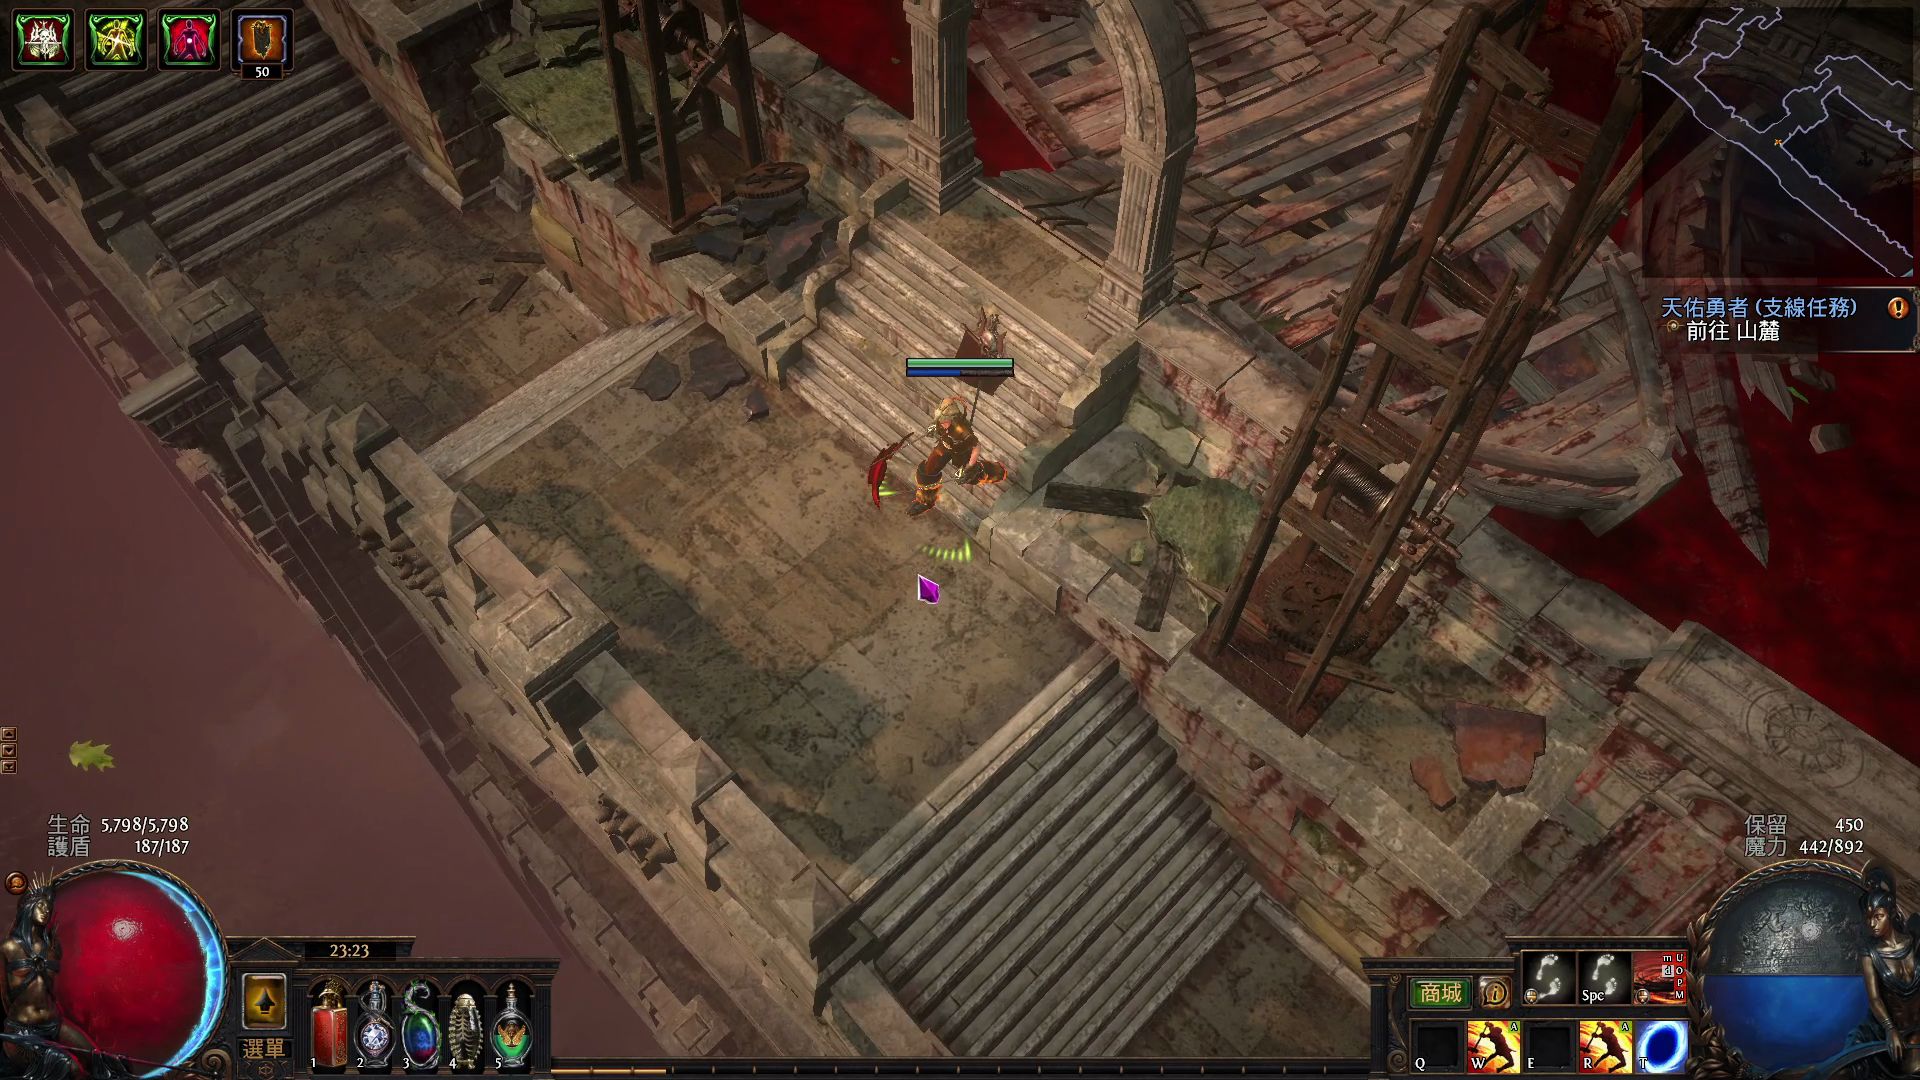 50
天佑勇者 (支線任務)
前往 山麓
生命 5,798/5,798
護盾 187/187
保留 450
魔力 442/892
23:23
選單
1 2 3 4 5
商城
Spc
m U
d O
P
M
Q W A E R A T